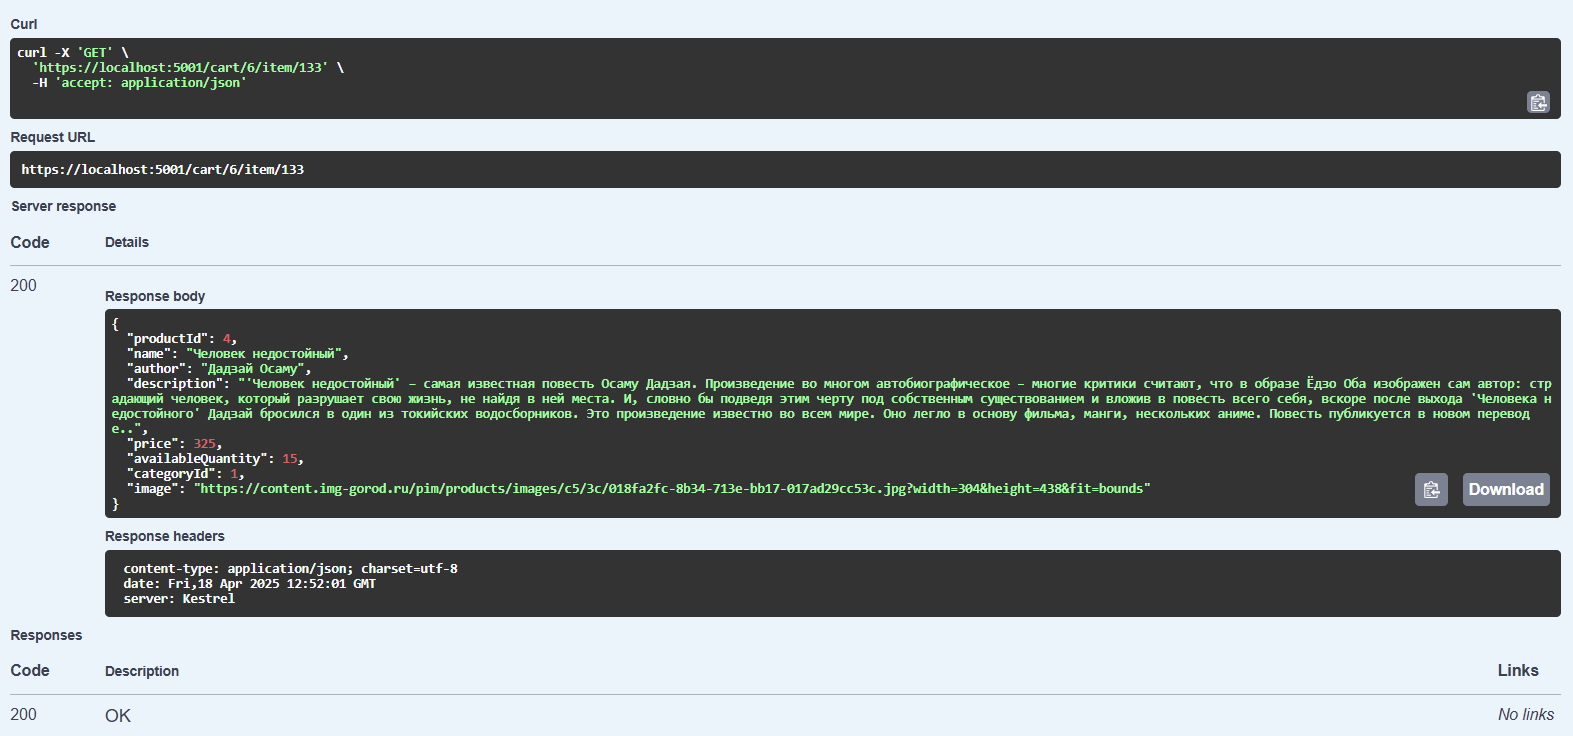 Curl
curl -X 'GET' \
  'https://localhost:5001/cart/6/item/133' \
  -H 'accept: application/json'
Request URL
https://localhost:5001/cart/6/item/133
Server response
Code Details
200
Response body
{
  "productId": 4,
  "name": "Человек недостойный",
  "author": "Дадзай Осаму",
  "description": "'Человек недостойный' – самая известная повесть Осаму Дадзая. Произведение во многом автобиографическое – многие критики считают, что в образе Ёдзо Оба изображен сам автор: стр
адающий человек, который разрушает свою жизнь, не найдя в ней места. И, словно бы подведя этим черту под собственным существованием и вложив в повесть всего себя, вскоре после выхода 'Человека н
едостойного' Дадзай бросился в один из токийских водосборников. Это произведение известно во всем мире. Оно легло в основу фильма, манги, нескольких аниме. Повесть публикуется в новом перевод
е..",
  "price": 325,
  "availableQuantity": 15,
  "categoryId": 1,
  "image": "https://content.img-gorod.ru/pim/products/images/c5/3c/018fa2fc-8b34-713e-bb17-017ad29cc53c.jpg?width=304&height=438&fit=bounds"
}
Download
Response headers
content-type: application/json; charset=utf-8
date: Fri,18 Apr 2025 12:52:01 GMT
server: Kestrel
Responses
Code Description Links
200 OK No links